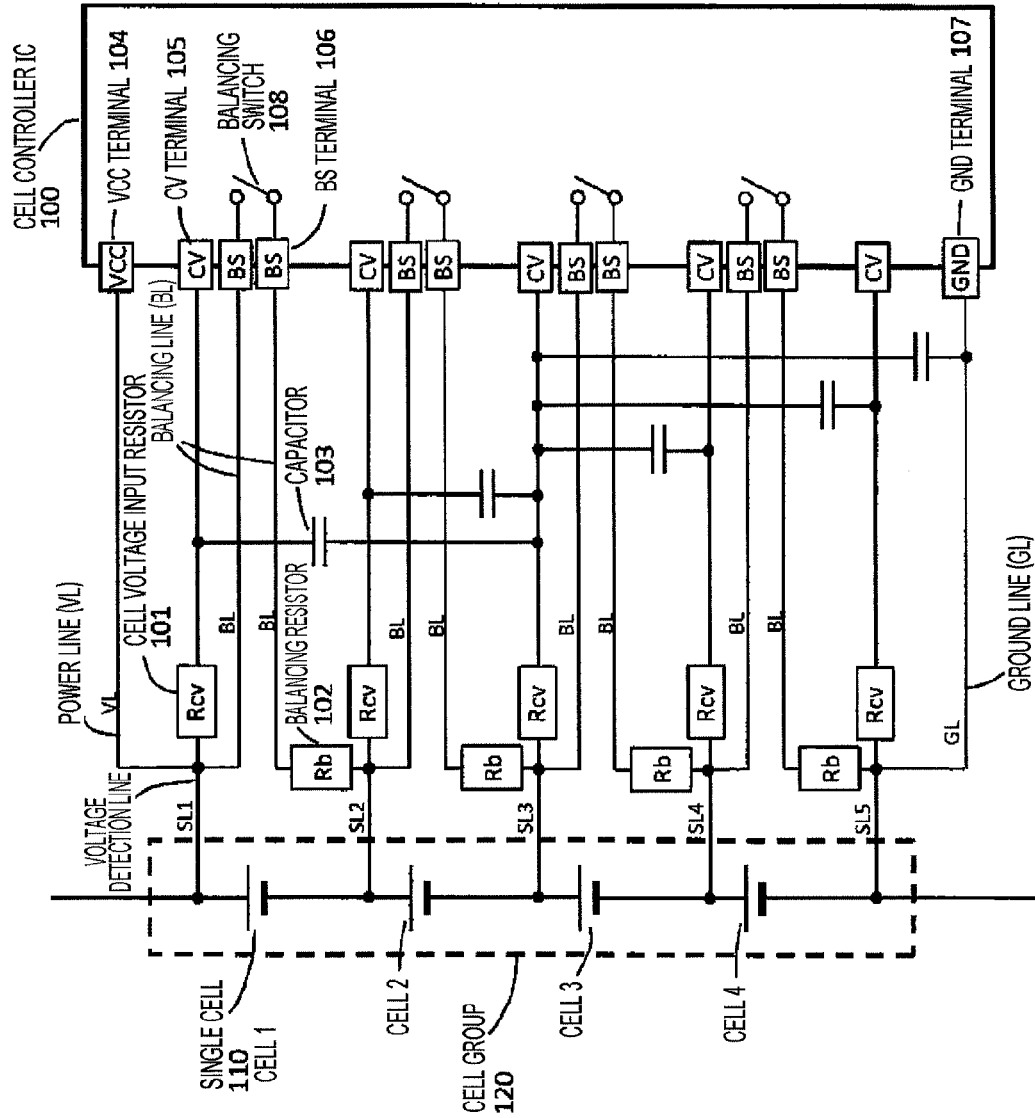 CELL CONTROLLER IC
100
VCC TERMINAL 104
CV TERMINAL 105
BALANCING
SWITCH
108
BS TERMINAL 106
GND TERMINAL 107
VCC
CV
BS
BS
CV
BS
BS
CV
BS
BS
CV
BS
BS
CV
GND
POWER LINE (VL)
CELL VOLTAGE INPUT RESISTOR
101
BALANCING LINE (BL)
CAPACITOR
103
BALANCING RESISTOR
102
VOLTAGE
DETECTION LINE
VL
Rcv
BL
BL
Rb
Rcv
BL
BL
Rb
Rcv
BL
BL
Rb
Rcv
BL
BL
Rb
Rcv
GL
GROUND LINE (GL)
SL1
SL2
SL3
SL4
SL5
SINGLE CELL
110
CELL 1
CELL 2
CELL 3
CELL 4
CELL GROUP
120